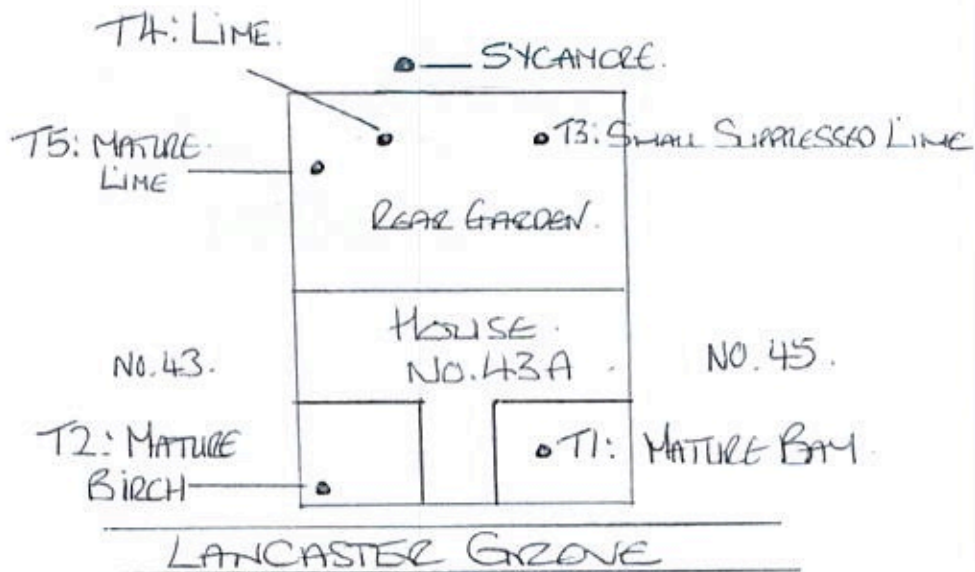 T4: LIME.
SYCAMORE.
T5: MATURE
LIME
T3: SMALL SUPPRESSED LIME
REAR GARDEN.
HOUSE.
NO.43A.
NO.43.
NO.45.
T2: MATURE
BIRCH
T1: MATURE BAY.
LANCASTER GROVE